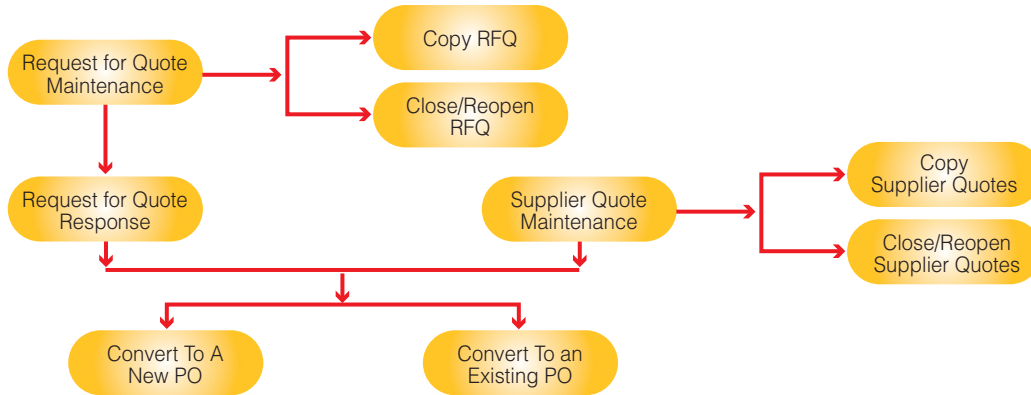 Request for Quote
Maintenance
Copy RFQ
Close/Reopen
RFQ
Request for Quote
Response
Supplier Quote
Maintenance
Copy
Supplier Quotes
Close/Reopen
Supplier Quotes
Convert To A
New PO
Convert To an
Existing PO